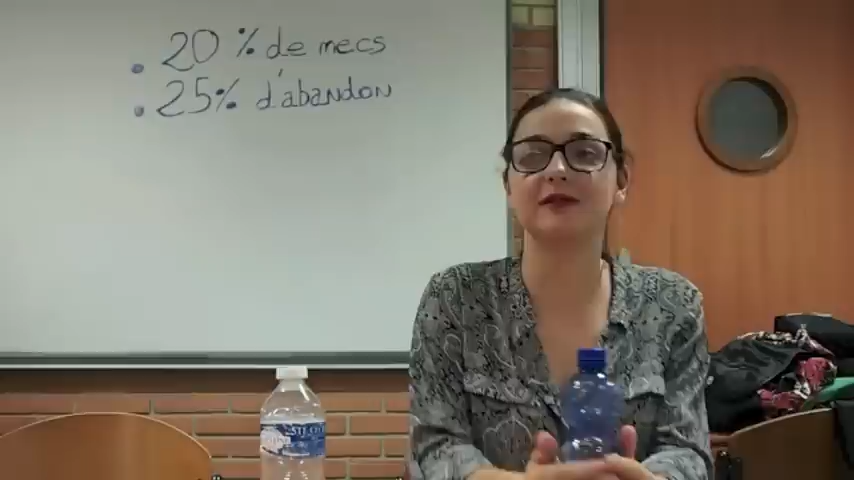 • 20 % de mecs
• 25% d'abandon